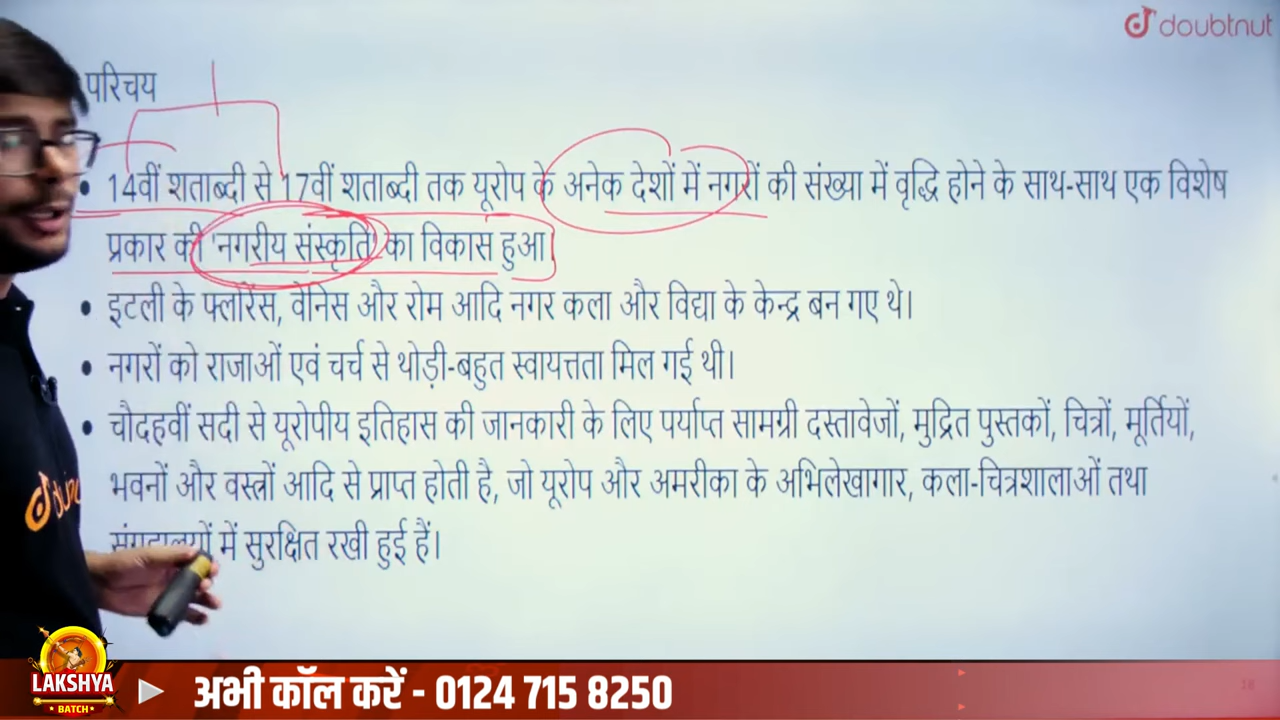 doubtnut
परिचय
• 14वीं शताब्दी से 17वीं शताब्दी तक यूरोप के अनेक देशों में नगरों की संख्या में वृद्धि होने के साथ-साथ एक विशेष
प्रकार की 'नगरीय संस्कृति' का विकास हुआ।
• इटली के फ्लोरेंस, वेनिस और रोम आदि नगर कला और विद्या के केन्द्र बन गए थे।
• नगरों को राजाओं एवं चर्च से थोड़ी-बहुत स्वायत्तता मिल गई थी।
• चौदहवीं सदी से यूरोपीय इतिहास की जानकारी के लिए पर्याप्त सामग्री दस्तावेजों, मुद्रित पुस्तकों, चित्रों, मूर्तियों,
भवनों और वस्त्रों आदि से प्राप्त होती है, जो यूरोप और अमरीका के अभिलेखागार, कला-चित्रशालाओं तथा
संग्रहालयों में सुरक्षित रखी हुई हैं।
LAKSHYA
BATCH
अभी कॉल करें - 0124 715 8250